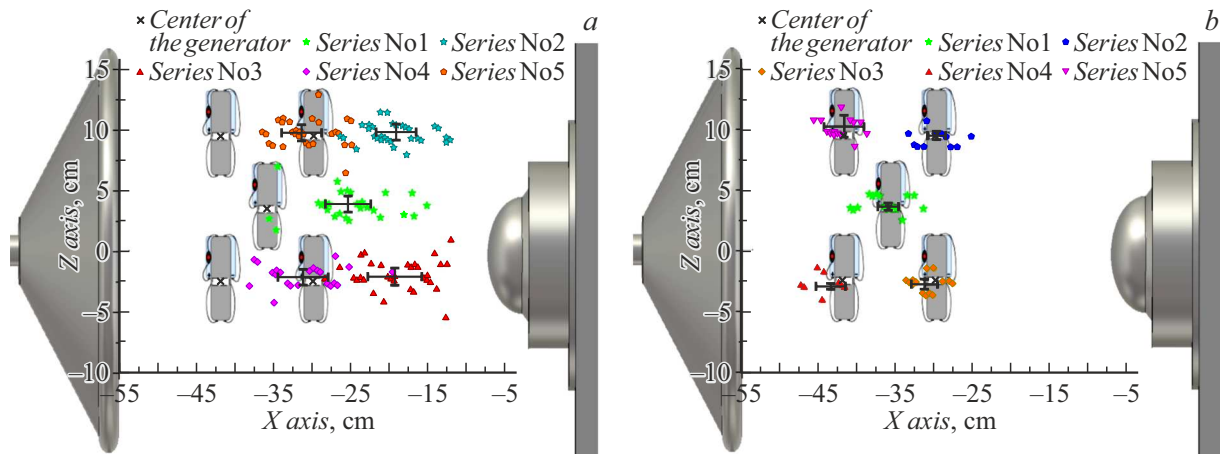 × Center of the generator
a
★ Series No1 ★ Series No2
▲ Series No3 ◆ Series No4 ⬟ Series No5
15
10
5
0
–5
–10
Z axis, cm
–55 –45 –35 –25 –15 –5
X axis, cm
× Center of the generator
b
★ Series No1 ⬟ Series No2
◆ Series No3 ▲ Series No4 ▼ Series No5
15
10
5
0
–5
–10
Z axis, cm
–55 –45 –35 –25 –15 –5
X axis, cm